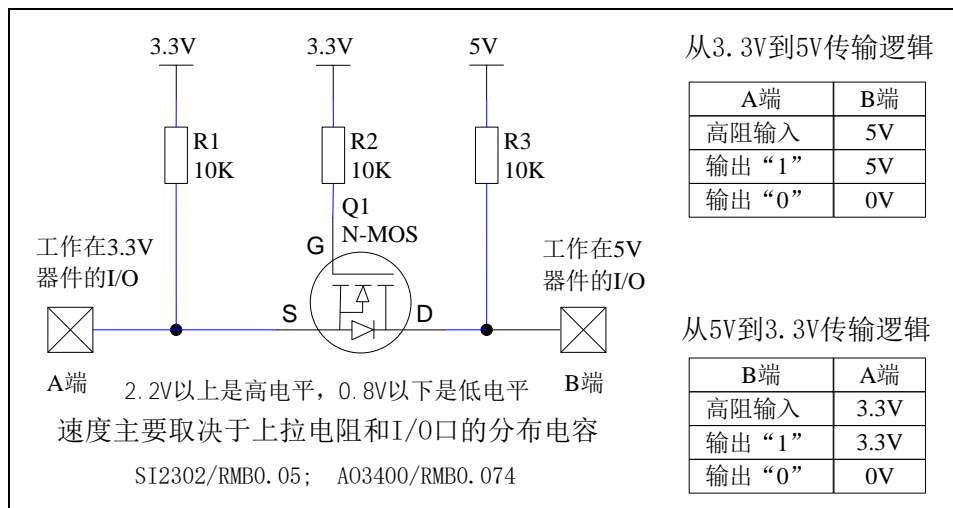 3.3V
3.3V
5V
R1
10K
R2
10K
R3
10K
Q1
N-MOS
G
S
D
工作在3.3V
器件的I/O
工作在5V
器件的I/O
A端
B端
2.2V以上是高电平，0.8V以下是低电平
速度主要取决于上拉电阻和I/O口的分布电容
SI2302/RMB0.05; AO3400/RMB0.074
从3.3V到5V传输逻辑
A端 B端
高阻输入 5V
输出“1” 5V
输出“0” 0V
从5V到3.3V传输逻辑
B端 A端
高阻输入 3.3V
输出“1” 3.3V
输出“0” 0V